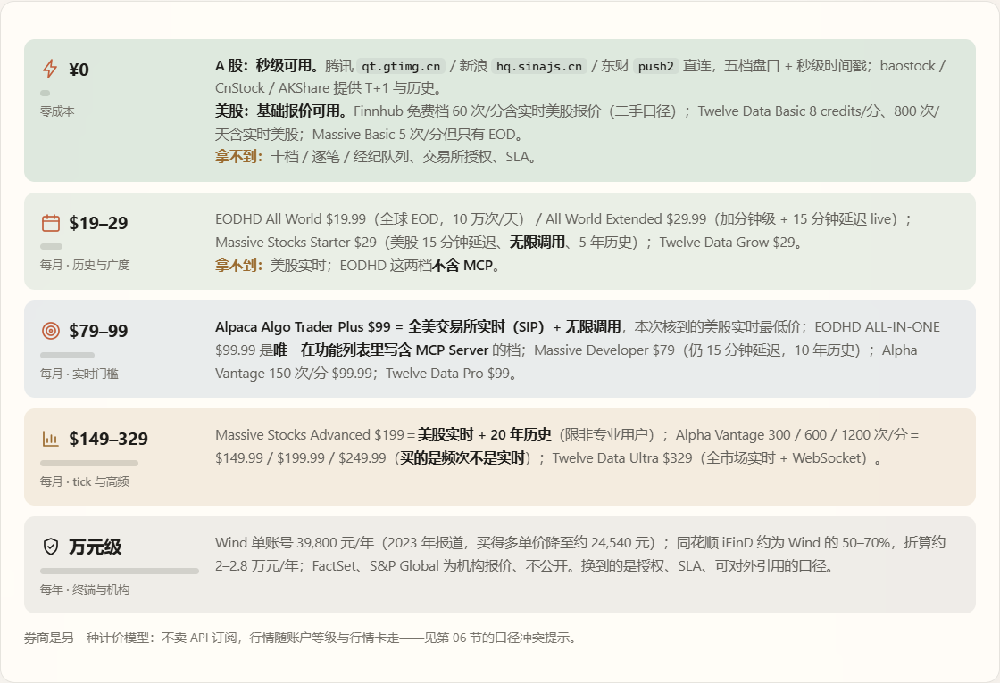 ¥0
零成本
A 股：秒级可用。腾讯 qt.gtimg.cn / 新浪 hq.sinajs.cn / 东财 push2 直连，五档盘口 + 秒级时间戳；baostock /
CnStock / AKShare 提供 T+1 与历史。
美股：基础报价可用。Finnhub 免费档 60 次/分含实时美股报价（二手口径）；Twelve Data Basic 8 credits/分、800 次/
天含实时美股；Massive Basic 5 次/分但只有 EOD。
拿不到：十档 / 逐笔 / 经纪队列、交易所授权、SLA。
$19–29
每月 · 历史与广度
EODHD All World $19.99（全球 EOD，10 万次/天） / All World Extended $29.99（加分钟级 + 15 分钟延迟 live）；
Massive Stocks Starter $29（美股 15 分钟延迟、无限调用、5 年历史）；Twelve Data Grow $29。
拿不到：美股实时；EODHD 这两档不含 MCP。
$79–99
每月 · 实时门槛
Alpaca Algo Trader Plus $99 = 全美交易所实时（SIP）+ 无限调用，本次核到的美股实时最低价；EODHD ALL-IN-ONE
$99.99 是唯一在功能列表里写含 MCP Server 的档；Massive Developer $79（仍 15 分钟延迟，10 年历史）；Alpha
Vantage 150 次/分 $99.99；Twelve Data Pro $99。
$149–329
每月 · tick 与高频
Massive Stocks Advanced $199 = 美股实时 + 20 年历史（限非专业用户）；Alpha Vantage 300 / 600 / 1200 次/分 =
$149.99 / $199.99 / $249.99（买的是频次不是实时）；Twelve Data Ultra $329（全市场实时 + WebSocket）。
万元级
每年 · 终端与机构
Wind 单账号 39,800 元/年（2023 年报道，买得多单价降至约 24,540 元）；同花顺 iFinD 约为 Wind 的 50–70%，折算约
2–2.8 万元/年；FactSet、S&P Global 为机构报价、不公开。换到的是授权、SLA、可对外引用的口径。
券商是另一种计价模型：不卖 API 订阅，行情随账户等级与行情卡走——见第 06 节的口径冲突提示。